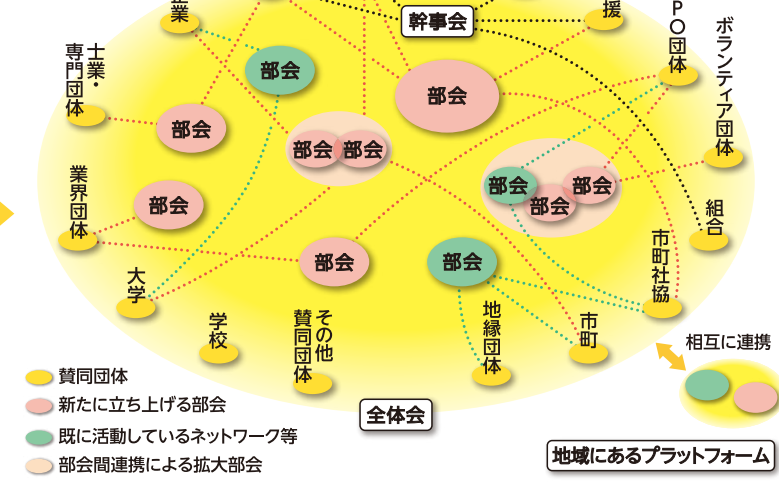 業
幹事会
援
PO団体
ボランティア団体
士業・
専門団体
部会
部会
部会
部会
部会
業界団体
部会
部会
部会
部会
組合
部会
部会
市町社協
大学
学校
その他
賛同団体
地縁団体
市町
相互に連携
賛同団体
新たに立ち上げる部会
既に活動しているネットワーク等
部会間連携による拡大部会
全体会
地域にあるプラットフォーム